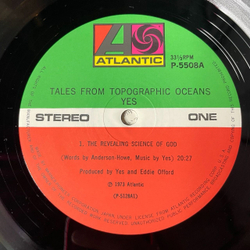 ATLANTIC
33⅓RPM
P-5508A
TALES FROM TOPOGRAPHIC OCEANS
YES
STEREO
ONE
1. THE REVEALING SCIENCE OF GOD
(Words by Anderson-Howe, Music by Yes) 20:27
Produced by Yes and Eddie Offord
Ⓟ 1973 Atlantic